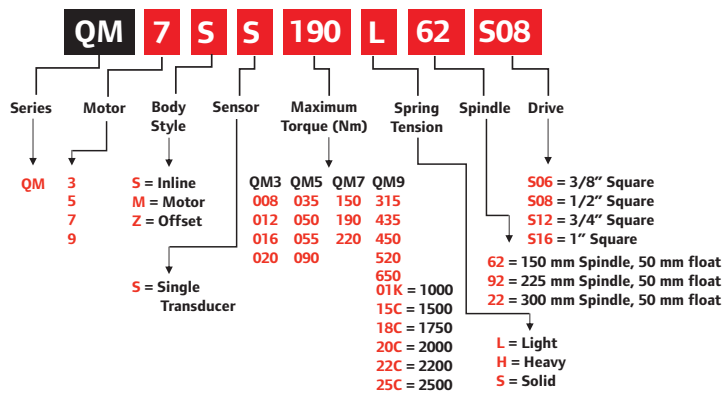 QM 7 S S 190 L 62 S08
Series Motor Body Style Sensor Maximum Torque (Nm) Spring Tension Spindle Drive
QM
3
5
7
9
S = Inline
M = Motor
Z = Offset
S = Single
Transducer
QM3 QM5 QM7 QM9
008 035 150 315
012 050 190 435
016 055 220 450
020 090 520
650
01K = 1000
15C = 1500
18C = 1750
20C = 2000
22C = 2200
25C = 2500
L = Light
H = Heavy
S = Solid
62 = 150 mm Spindle, 50 mm float
92 = 225 mm Spindle, 50 mm float
22 = 300 mm Spindle, 50 mm float
S06 = 3/8” Square
S08 = 1/2” Square
S12 = 3/4” Square
S16 = 1” Square